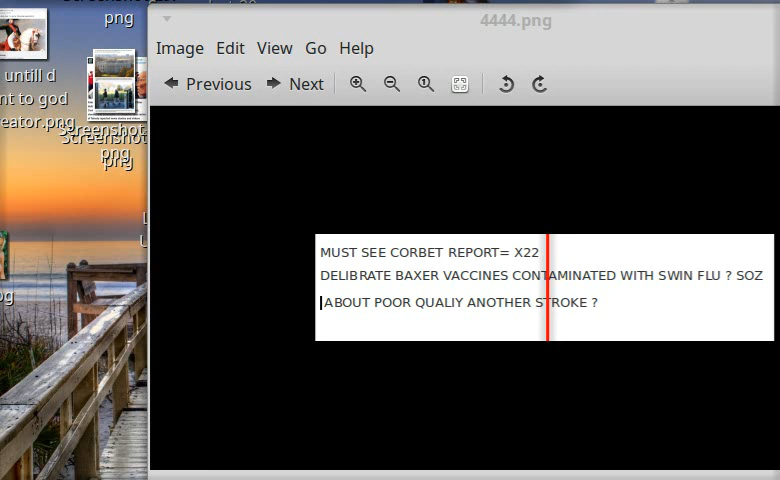 png
untill d
nt to god
eator.png
Screenshot
Screenshot
png
png
4444.png
Image Edit View Go Help
Previous Next
MUST SEE CORBET REPORT= X22
DELIBRATE BAXER VACCINES CONTAMINATED WITH SWIN FLU ? SOZ
ABOUT POOR QUALIY ANOTHER STROKE ?